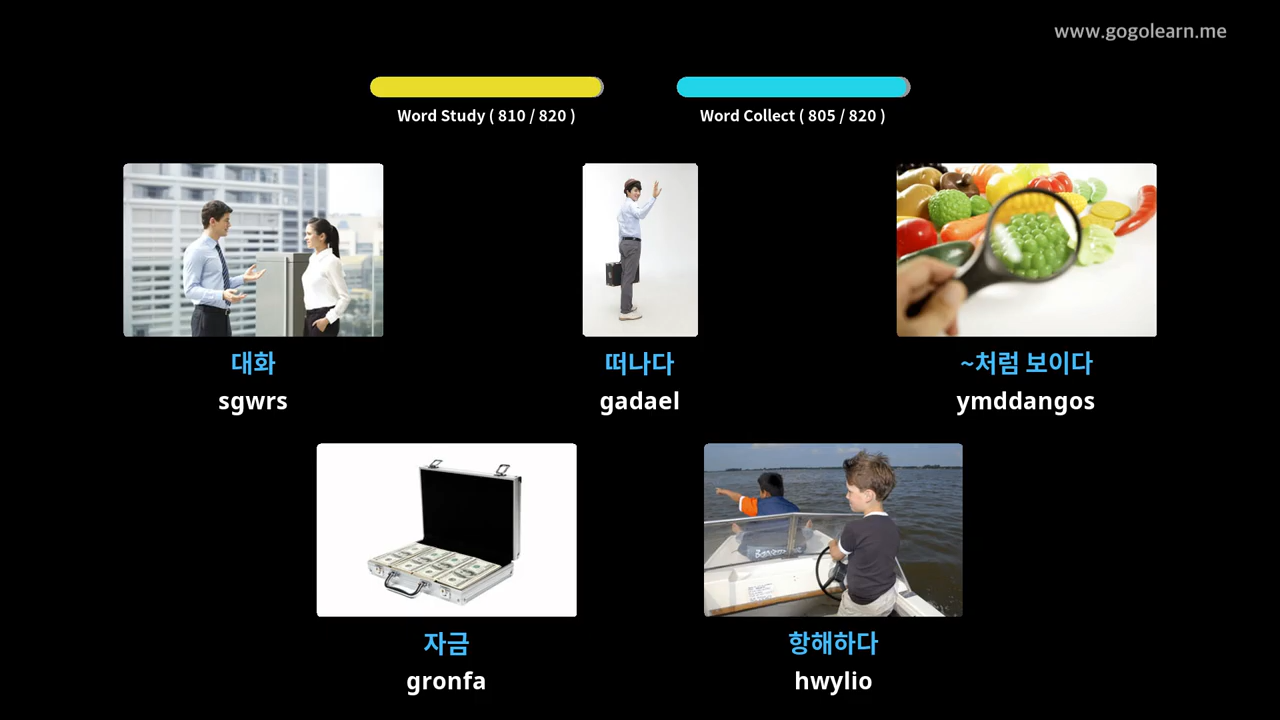 www.gogolearn.me
Word Study ( 810 / 820 )
Word Collect ( 805 / 820 )
대화
sgwrs
떠나다
gadael
~처럼 보이다
ymddangos
자금
gronfa
항해하다
hwylio